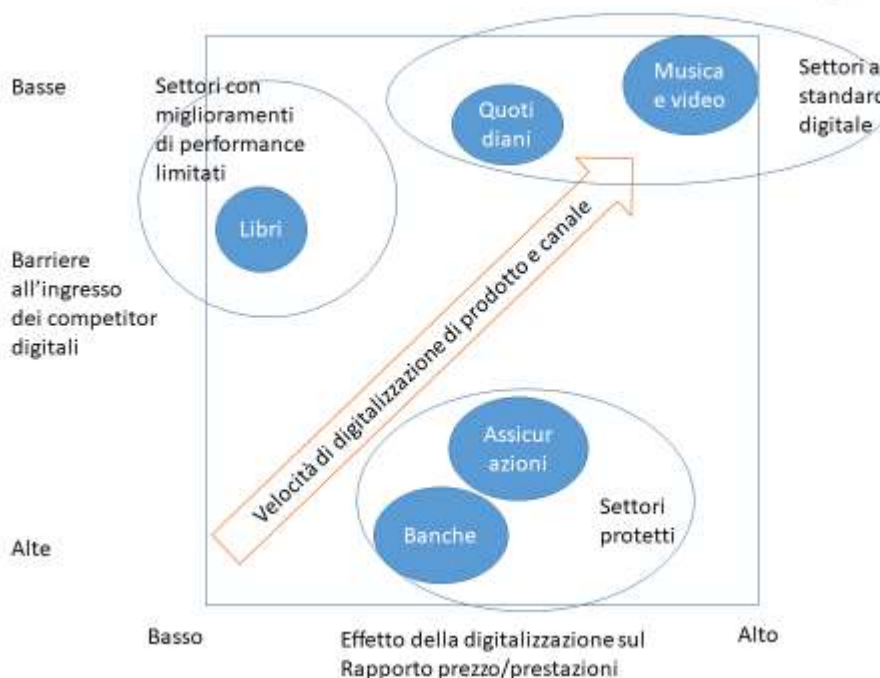 Basse
Settori con
miglioramenti
di performance
limitati
Quoti
diani
Musica
e video
Settori a
standard
digitale
Libri
Barriere
all'ingresso
dei competitor
digitali
Velocità di digitalizzazione di prodotto e canale
Assicur
azioni
Banche
Settori
protetti
Alte
Basso
Effetto della digitalizzazione sul
Rapporto prezzo/prestazioni
Alto